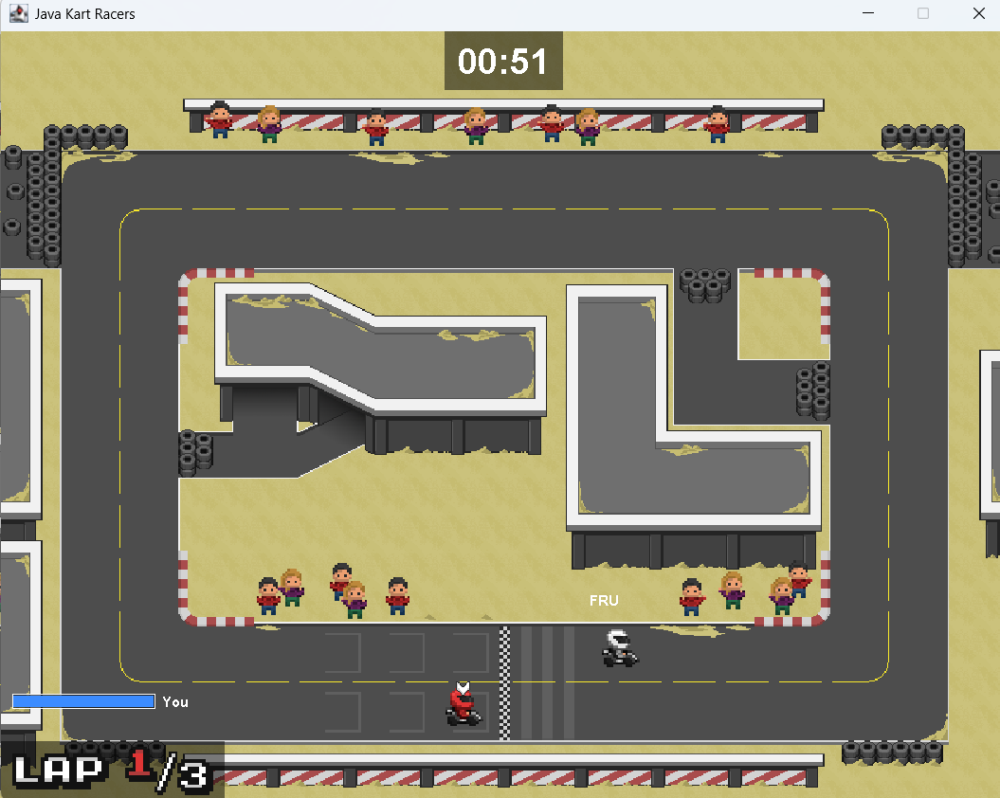 Java Kart Racers
00:51
FRU
You
LAP 1/3